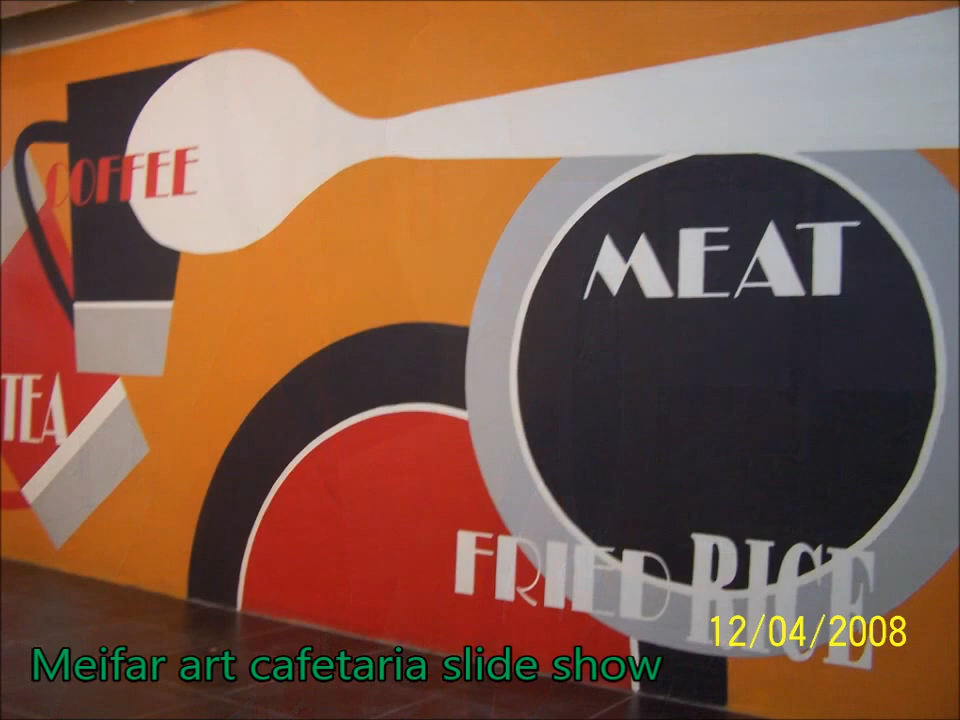 COFFEE
MEAT
TEA
FRIED RICE
12/04/2008
Meifar art cafetaria slide show